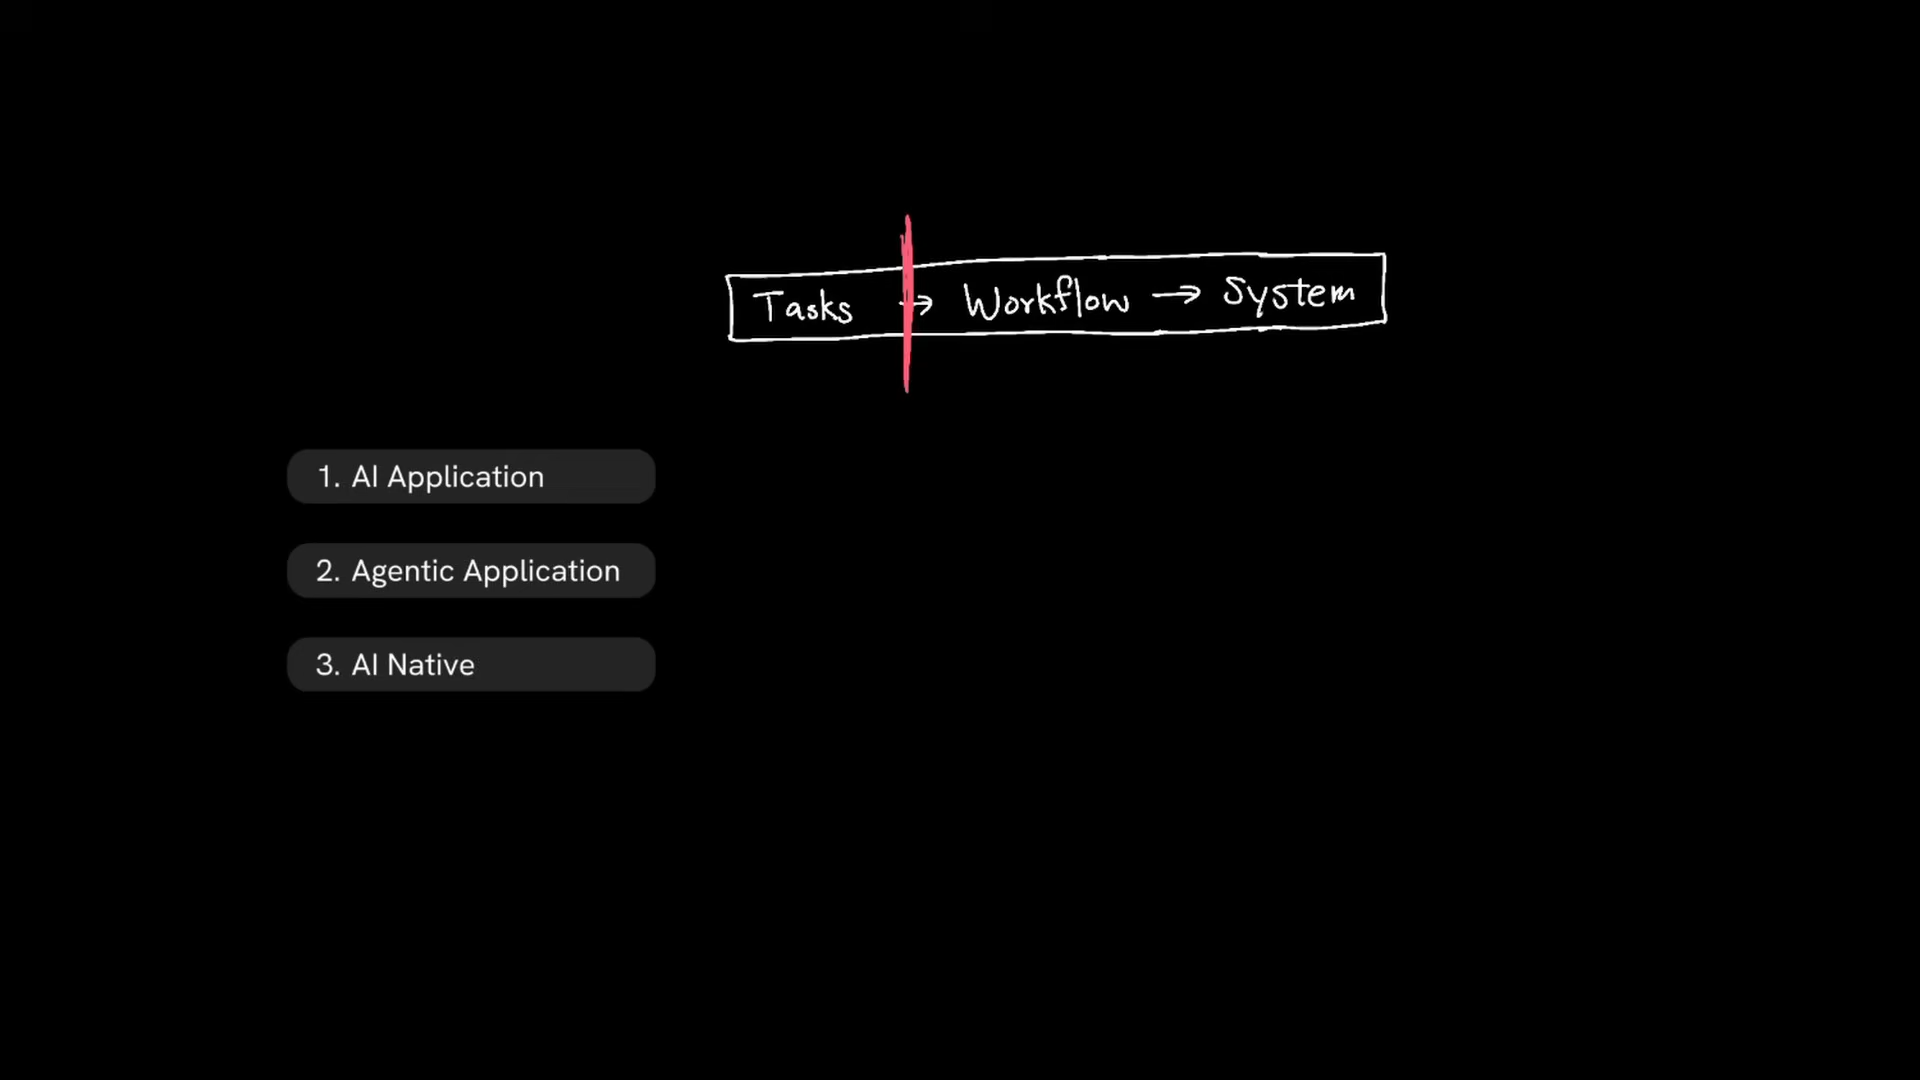 Tasks → Workflow → System
1. AI Application
2. Agentic Application
3. AI Native